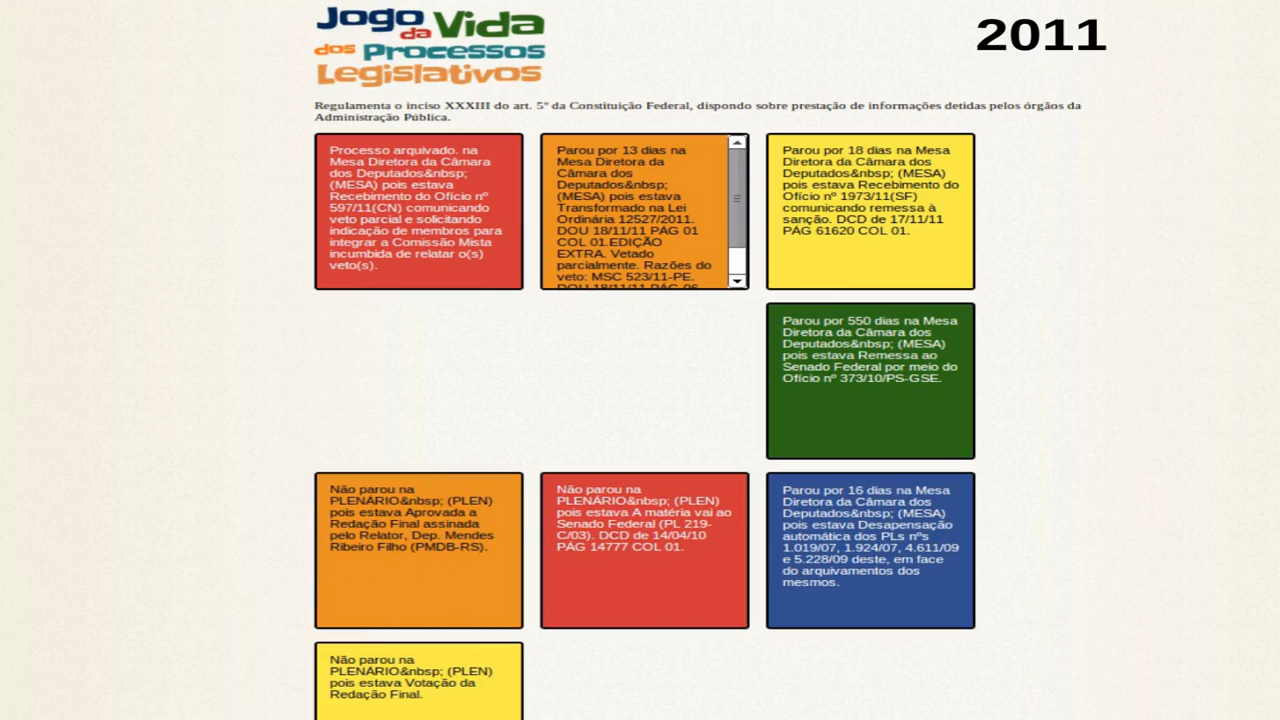 Jogo
da Vida
dos Processos
Legislativos
2011
Regulamenta o inciso XXXIII do art. 5º da Constituição Federal, dispondo sobre prestação de informações detidas pelos órgãos da
Administração Pública.
Processo arquivado. na
Mesa Diretora da Câmara
dos Deputados&nbsp;
(MESA) pois estava
Recebimento do Ofício nº
597/11(CN) comunicando
veto parcial e solicitando
indicação de membros para
integrar a Comissão Mista
incumbida de relatar o(s)
veto(s).
Parou por 13 dias na
Mesa Diretora da
Câmara dos
Deputados&nbsp;
(MESA) pois estava
Transformado na Lei
Ordinária 12527/2011.
DOU 18/11/11 PÁG 01
COL 01.EDIÇÃO
EXTRA. Vetado
parcialmente. Razões do
veto: MSC 523/11-PE.
DOU 18/11/11 PÁG 06
Parou por 18 dias na Mesa
Diretora da Câmara dos
Deputados&nbsp; (MESA)
pois estava Recebimento do
Ofício nº 1973/11(SF)
comunicando remessa à
sanção. DCD de 17/11/11
PÁG 61620 COL 01.
Parou por 550 dias na Mesa
Diretora da Câmara dos
Deputados&nbsp; (MESA)
pois estava Remessa ao
Senado Federal por meio do
Ofício nº 373/10/PS-GSE.
Não parou na
PLENÁRIO&nbsp; (PLEN)
pois estava Aprovada a
Redação Final assinada
pelo Relator, Dep. Mendes
Ribeiro Filho (PMDB-RS).
Não parou na
PLENÁRIO&nbsp; (PLEN)
pois estava A matéria vai ao
Senado Federal (PL 219-
C/03). DCD de 14/04/10
PÁG 14777 COL 01.
Parou por 16 dias na Mesa
Diretora da Câmara dos
Deputados&nbsp; (MESA)
pois estava Desapensação
automática dos PLs nºs
1.019/07, 1.924/07, 4.611/09
e 5.228/09 deste, em face
do arquivamentos dos
mesmos.
Não parou na
PLENÁRIO&nbsp; (PLEN)
pois estava Votação da
Redação Final.